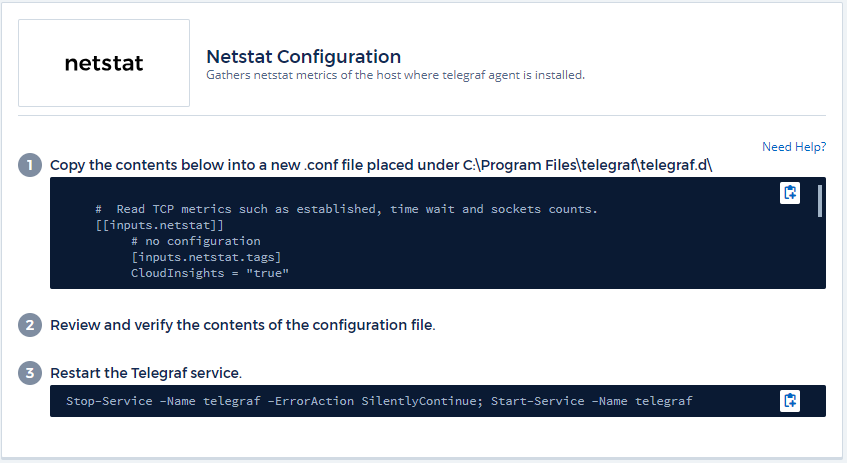 netstat
Netstat Configuration
Gathers netstat metrics of the host where telegraf agent is installed.
Need Help?
1 Copy the contents below into a new .conf file placed under C:\Program Files\telegraf\telegraf.d\
# Read TCP metrics such as established, time wait and sockets counts.
[[inputs.netstat]]
# no configuration
[inputs.netstat.tags]
CloudInsights = "true"
2 Review and verify the contents of the configuration file.
3 Restart the Telegraf service.
Stop-Service –Name telegraf –ErrorAction SilentlyContinue; Start-Service –Name telegraf